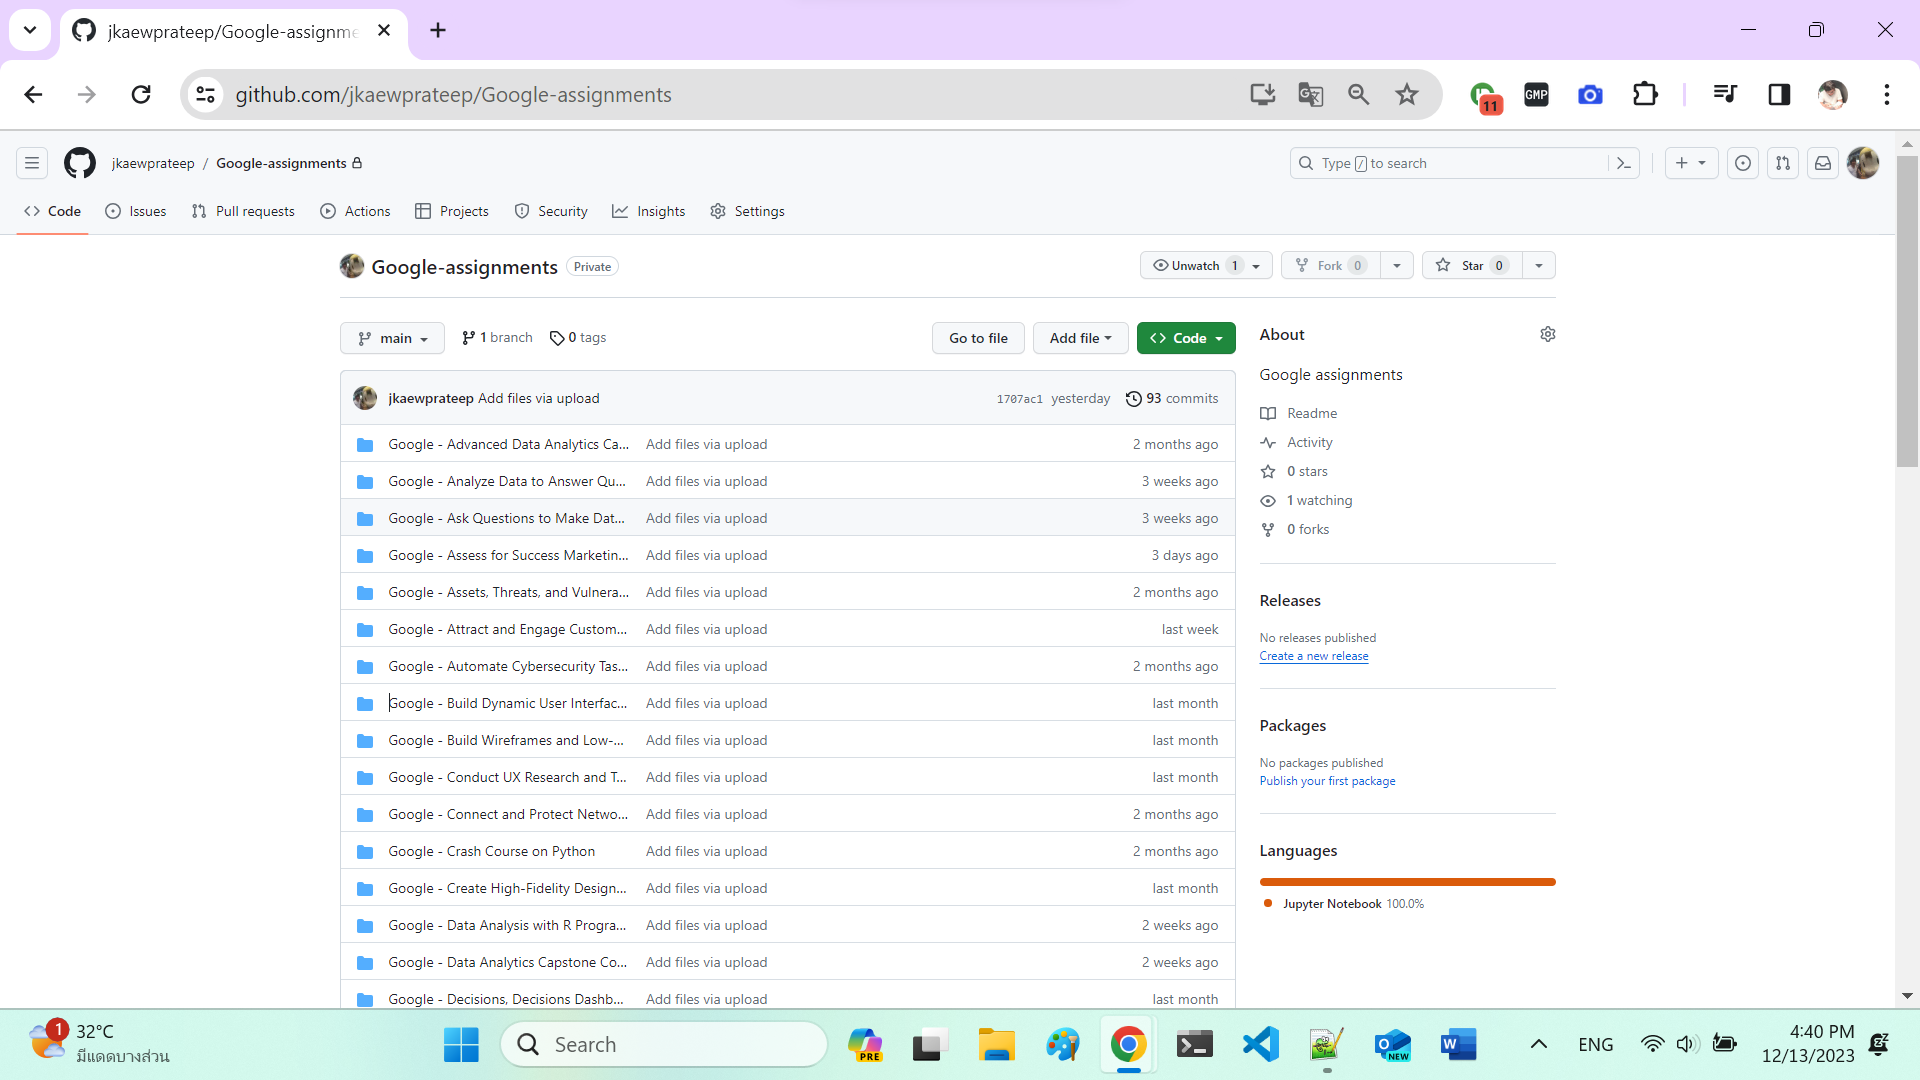 jkaewprateep/Google-assignme
github.com/jkaewprateep/Google-assignments
11
GMP
jkaewprateep / Google-assignments
Type / to search
Code Issues Pull requests Actions Projects Security Insights Settings
Google-assignments Private
Unwatch 1 Fork 0 Star 0
main 1 branch 0 tags
Go to file Add file Code
jkaewprateep Add files via upload 1707ac1 yesterday 93 commits
Google - Advanced Data Analytics Ca... Add files via upload 2 months ago
Google - Analyze Data to Answer Qu... Add files via upload 3 weeks ago
Google - Ask Questions to Make Dat... Add files via upload 3 weeks ago
Google - Assess for Success Marketin... Add files via upload 3 days ago
Google - Assets, Threats, and Vulnera... Add files via upload 2 months ago
Google - Attract and Engage Custom... Add files via upload last week
Google - Automate Cybersecurity Tas... Add files via upload 2 months ago
Google - Build Dynamic User Interfac... Add files via upload last month
Google - Build Wireframes and Low-... Add files via upload last month
Google - Conduct UX Research and T... Add files via upload last month
Google - Connect and Protect Netwo... Add files via upload 2 months ago
Google - Crash Course on Python Add files via upload 2 months ago
Google - Create High-Fidelity Design... Add files via upload last month
Google - Data Analysis with R Progra... Add files via upload 2 weeks ago
Google - Data Analytics Capstone Co... Add files via upload 2 weeks ago
Google - Decisions, Decisions Dashb... Add files via upload last month
About
Google assignments
Readme
Activity
0 stars
1 watching
0 forks
Releases
No releases published
Create a new release
Packages
No packages published
Publish your first package
Languages
Jupyter Notebook 100.0%
1
32°C
มีแดดบางส่วน
Search
PRE
NEW
ENG
4:40 PM
12/13/2023